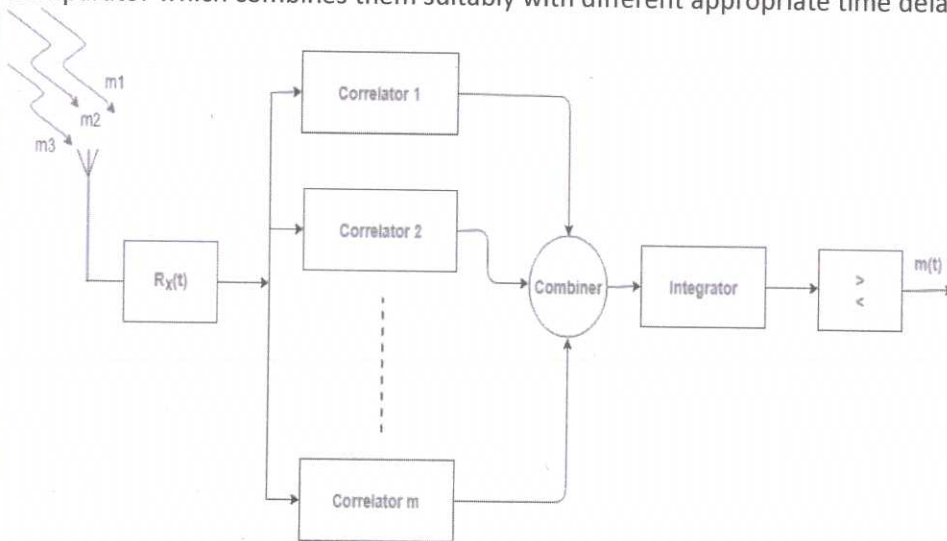 which combines them suitably with different appropriate time
m1
m2
m3
Correlator 1
Correlator 2
Rx(t)
Combiner
Integrator
>
<
m(t)
Correlator m